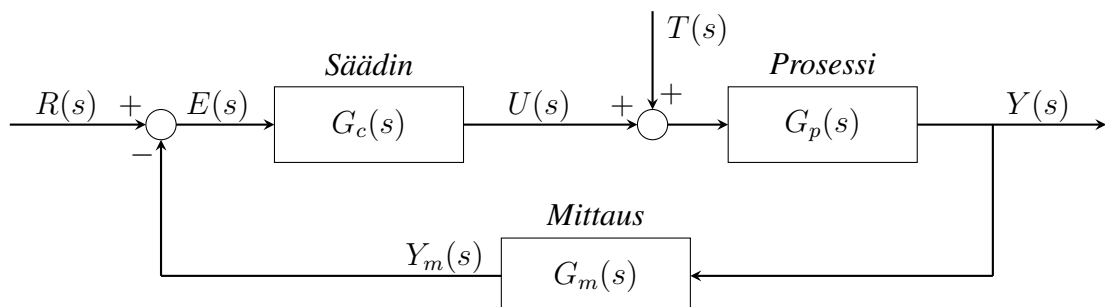 T(s)
Säädin
Prosessi
R(s) + E(s) G_c(s) U(s) + + G_p(s) Y(s)
−
Mittaus
Y_m(s) G_m(s)